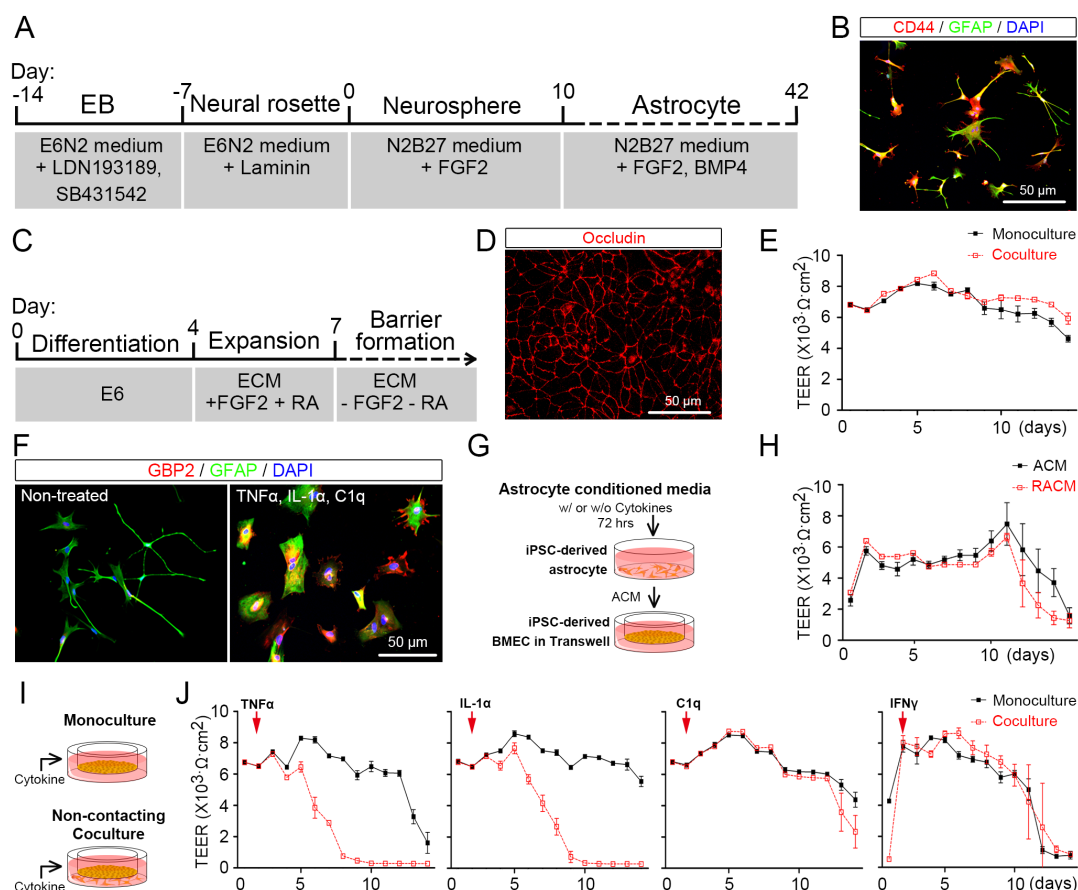 A
Day:
-14 EB -7 Neural rosette 0 Neurosphere 10 Astrocyte 42
E6N2 medium
+ LDN193189,
SB431542
E6N2 medium
+ Laminin
N2B27 medium
+ FGF2
N2B27 medium
+ FGF2, BMP4
B
CD44 / GFAP / DAPI
50 µm
C
Day:
0 Differentiation 4 Expansion 7 Barrier
formation
E6
ECM
+FGF2 + RA
ECM
- FGF2 - RA
D
Occludin
50 µm
E
Monoculture
Coculture
TEER (X10³·Ω·cm²)
10
8
6
4
2
0
0 5 10 (days)
F
GBP2 / GFAP / DAPI
Non-treated
TNFα, IL-1α, C1q
50 µm
G
Astrocyte conditioned media
w/ or w/o Cytokines
72 hrs
iPSC-derived
astrocyte
ACM
iPSC-derived
BMEC in Transwell
H
ACM
RACM
TEER (X10³·Ω·cm²)
10
8
6
4
2
0
0 5 10 (days)
I
Monoculture
Cytokine
Non-contacting
Coculture
Cytokine
J
TNFα
IL-1α
C1q
IFNγ
Monoculture
Coculture
TEER (X10³·Ω·cm²)
10
8
6
4
2
0
0 5 10
0 5 10
0 5 10
0 5 10 (days)